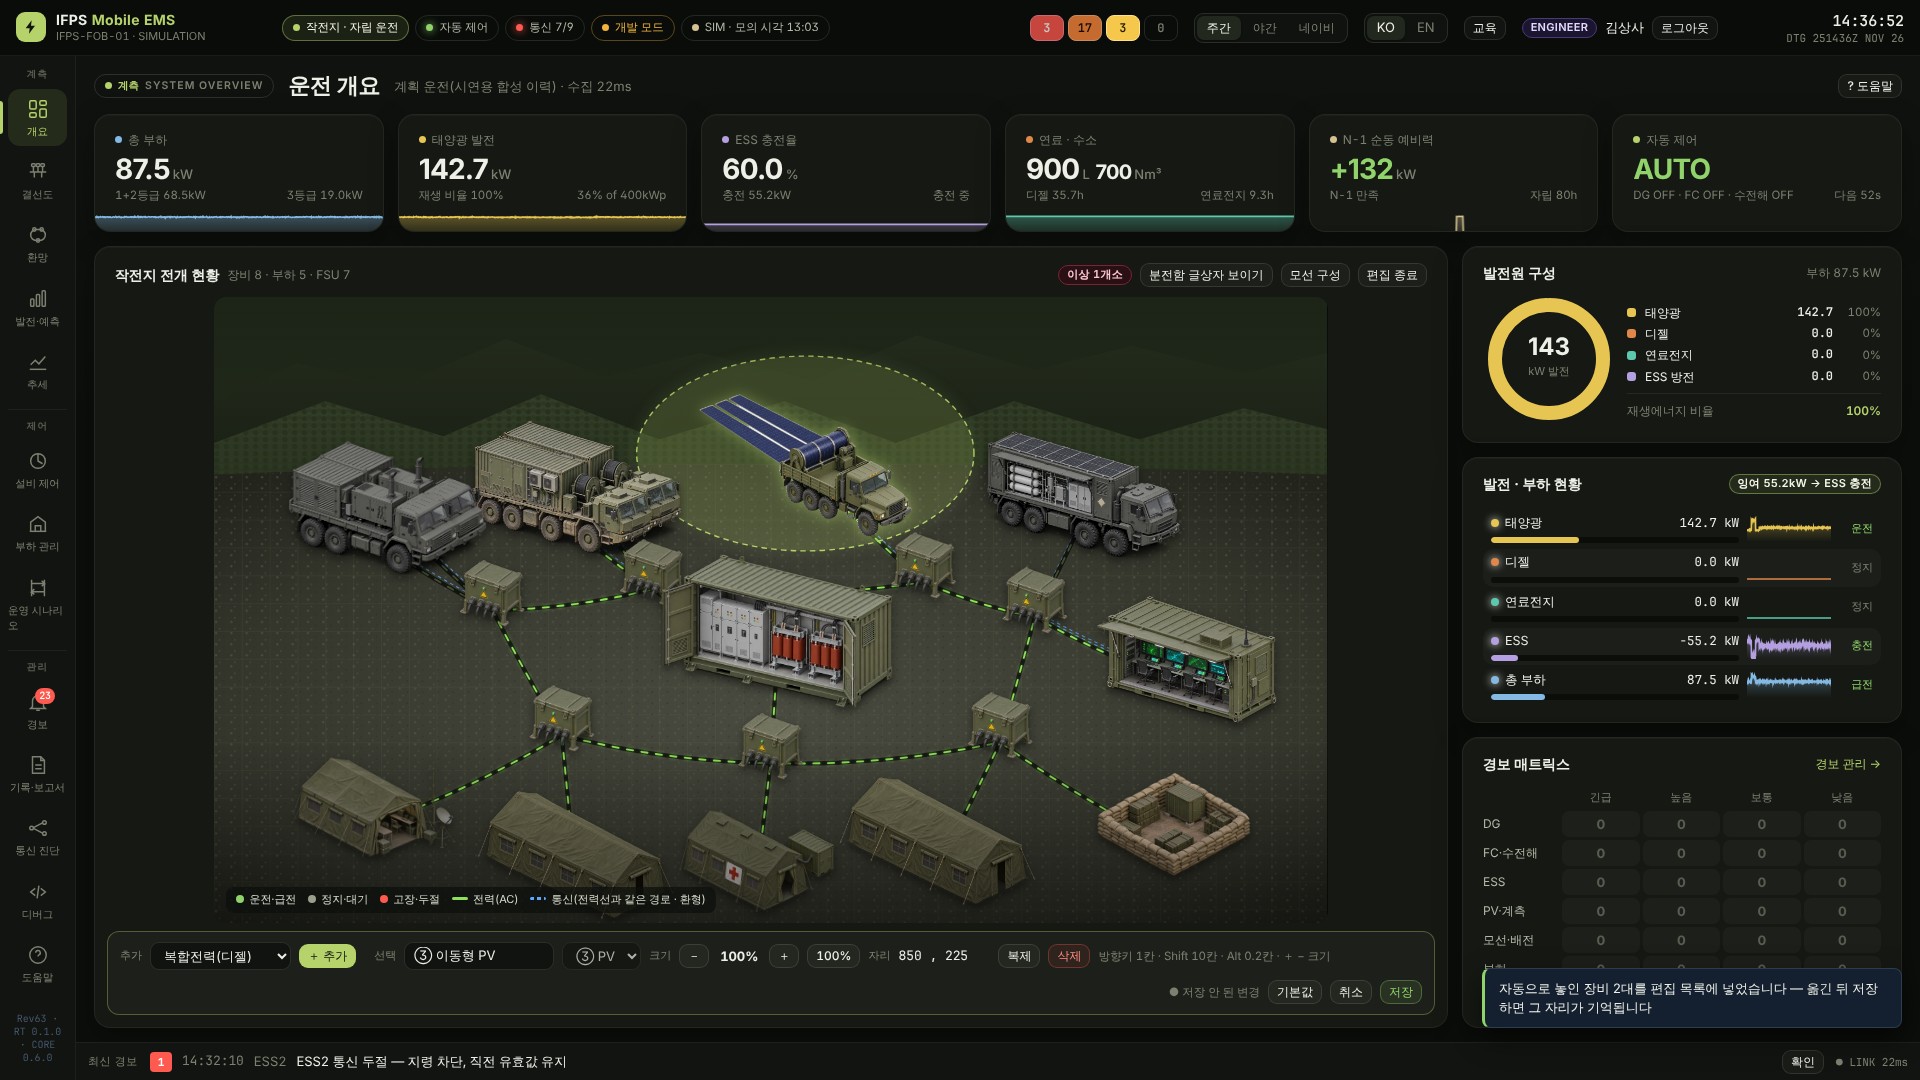 IFPS Mobile EMS
IFPS-FOB-01 · SIMULATION
작전지 · 자립 운전
자동 제어
통신 7/9
개발 모드
SIM · 모의 시각 13:03
3 17 3 0
주간 야간 네이비
KO EN
교육
ENGINEER 김상사 로그아웃
14:36:52
DTG 251436Z NOV 26
계측
개요
결선도
환망
발전·예측
추세
제어
설비 제어
부하 관리
운영 시나리
오
관리
23
경보
기록·보고서
통신 진단
디버그
도움말
Rev63 ·
RT 0.1.0
· CORE
0.6.0
계측 SYSTEM OVERVIEW
운전 개요
계획 운전(시연용 합성 이력) · 수집 22ms
? 도움말
총 부하
87.5 kW
1+2등급 68.5kW 3등급 19.0kW
태양광 발전
142.7 kW
재생 비율 100% 36% of 400kWp
ESS 충전율
60.0 %
충전 55.2kW 충전 중
연료 · 수소
900 L 700 Nm³
디젤 35.7h 연료전지 9.3h
N-1 순동 예비력
+132 kW
N-1 만족 자립 80h
자동 제어
AUTO
DG OFF · FC OFF · 수전해 OFF 다음 52s
작전지 전개 현황 장비 8 · 부하 5 · FSU 7
이상 1개소
분전함 글상자 보이기
모선 구성
편집 종료
운전·급전 정지·대기 고장·두절 전력(AC) 통신(전력선과 같은 경로 · 환형)
추가 복합전력(디젤) + 추가 선택 ③ 이동형 PV ③ PV 크기 − 100% + 100% 자리 850 , 225 복제 삭제 방향키 1칸 · Shift 10칸 · Alt 0.2칸 · + − 크기
저장 안 된 변경 기본값 취소 저장
발전원 구성 부하 87.5 kW
143
kW 발전
태양광 142.7 100%
디젤 0.0 0%
연료전지 0.0 0%
ESS 방전 0.0 0%
재생에너지 비율 100%
발전 · 부하 현황 잉여 55.2kW → ESS 충전
태양광 142.7 kW 운전
디젤 0.0 kW 정지
연료전지 0.0 kW 정지
ESS -55.2 kW 충전
총 부하 87.5 kW 급전
경보 매트릭스 경보 관리 →
긴급 높음 보통 낮음
DG 0 0 0 0
FC·수전해 0 0 0 0
ESS 0 0 0 0
PV·계측 0 0 0 0
모선·배전 0 0 0 0
자동으로 놓인 장비 2대를 편집 목록에 넣었습니다 — 옮긴 뒤 저장
하면 그 자리가 기억됩니다
최신 경보 1 14:32:10 ESS2 ESS2 통신 두절 — 지령 차단, 직전 유효값 유지
확인
LINK 22ms